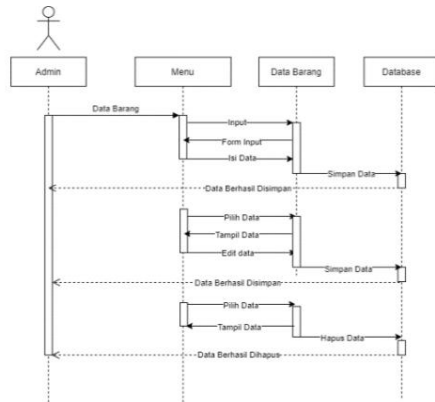 Admin
Menu
Data Barang
Database
Data Barang
Input
Form Input
Isi Data
Simpan Data
Data Berhasil Disimpan
Pilih Data
Tampil Data
Edit data
Simpan Data
Data Berhasil Disimpan
Pilih Data
Tampil Data
Hapus Data
Data Berhasil Dihapus